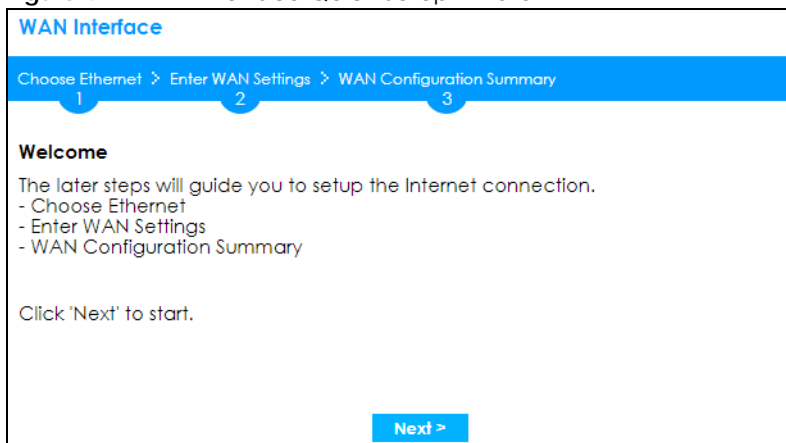 WAN Interface
Choose Ethernet > Enter WAN Settings > WAN Configuration Summary
1 2 3
Welcome
The later steps will guide you to setup the Internet connection.
- Choose Ethernet
- Enter WAN Settings
- WAN Configuration Summary
Click 'Next' to start.
Next >